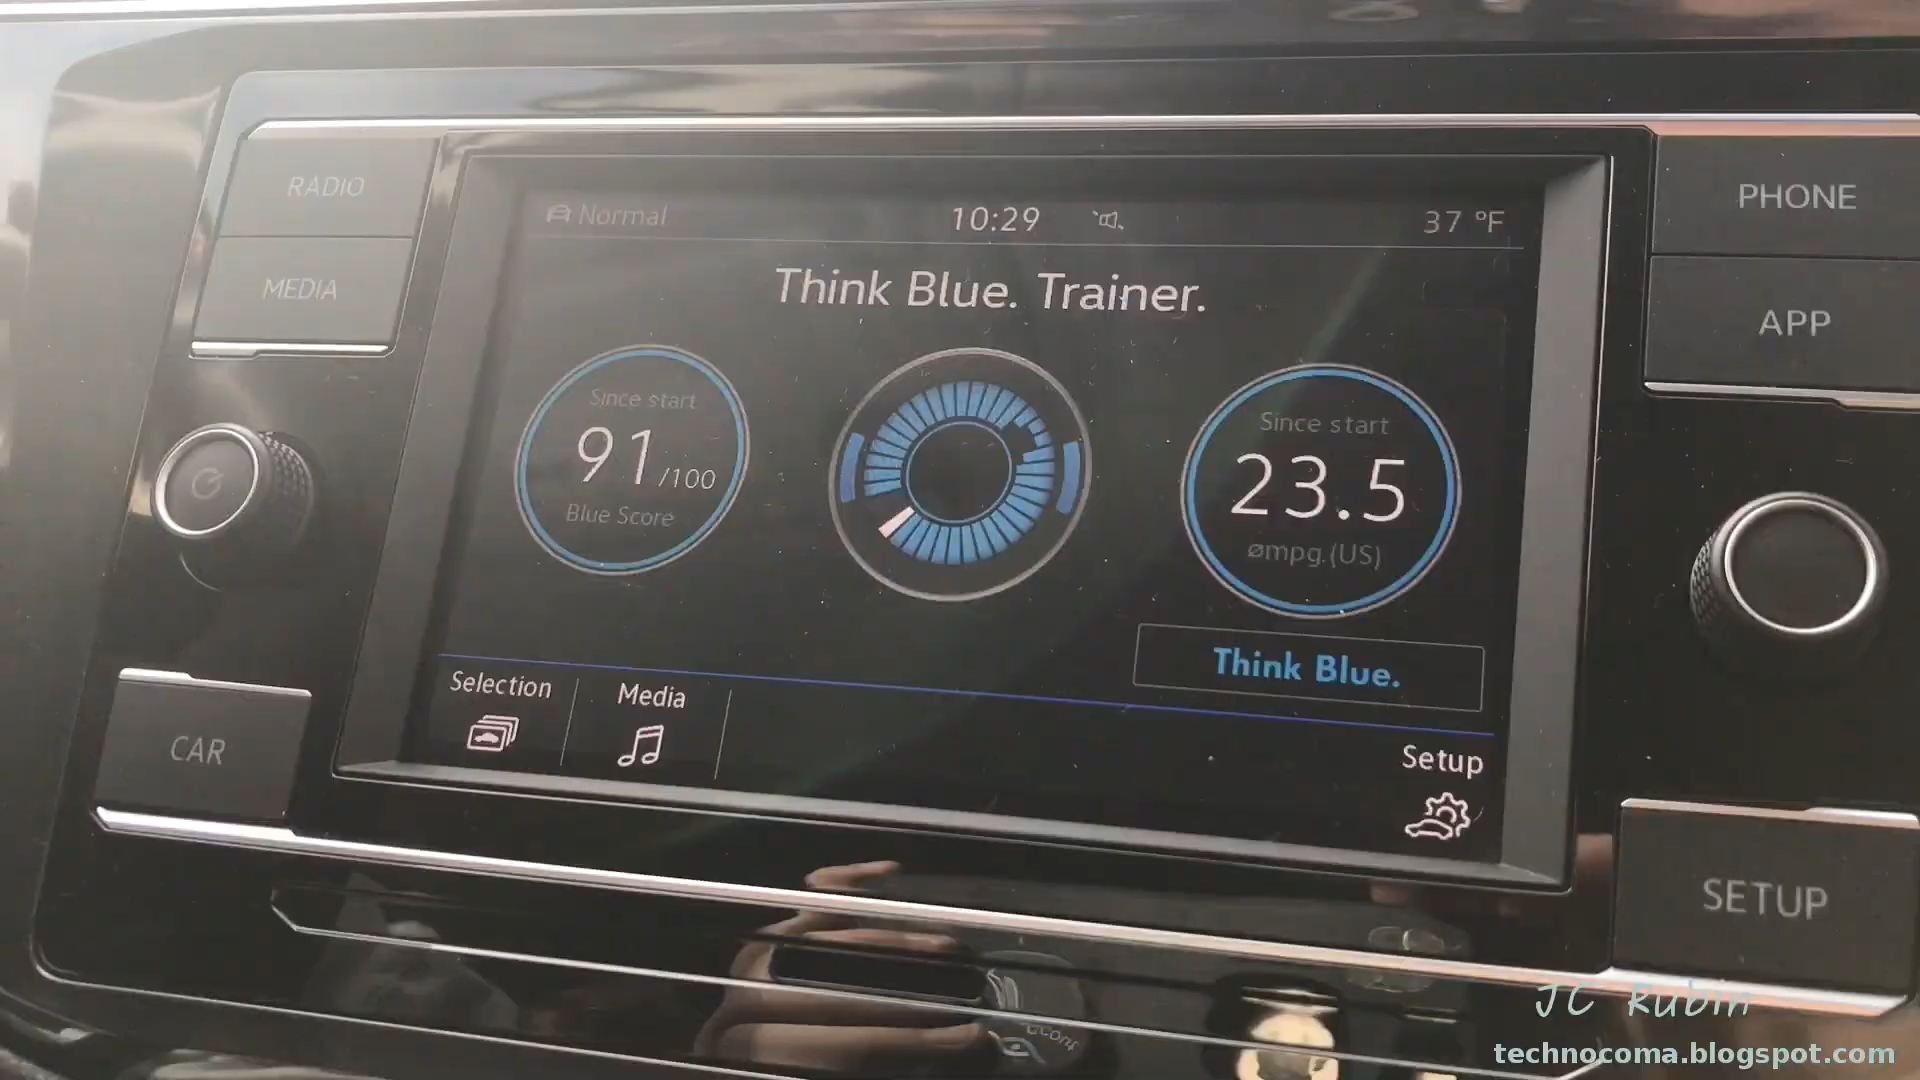 RADIO
MEDIA
CAR
Normal
10:29
37 °F
Think Blue. Trainer.
Since start
91/100
Blue Score
Since start
23.5
ømpg.(US)
Think Blue.
Selection
Media
Setup
PHONE
APP
SETUP
JC Rubin
technocoma.blogspot.com